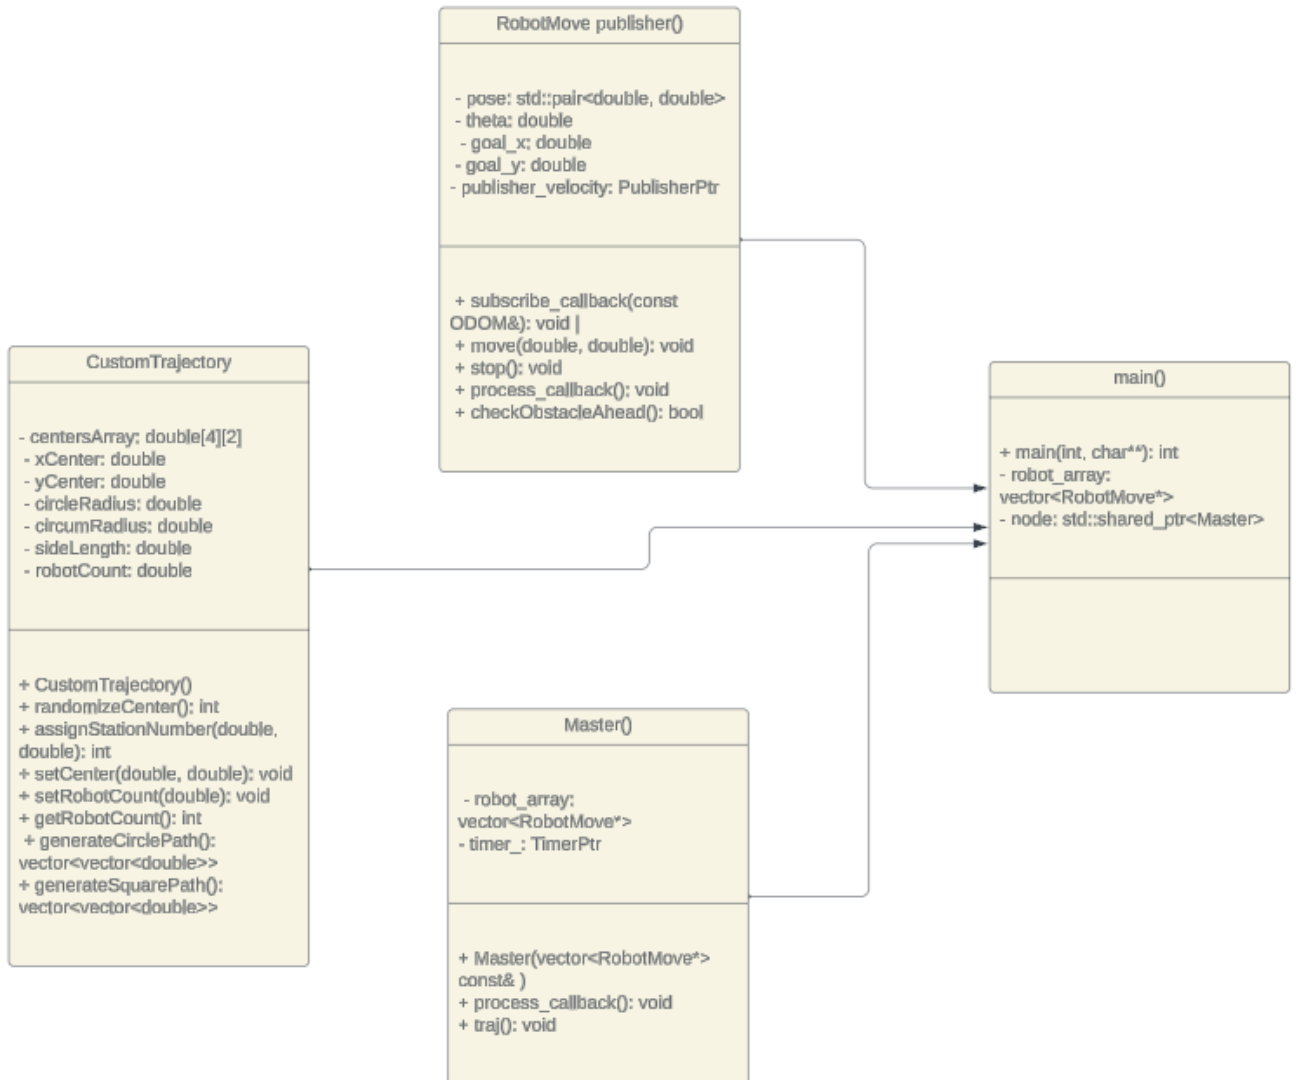 RobotMove publisher()
- pose: std::pair<double, double>
- theta: double
- goal_x: double
- goal_y: double
- publisher_velocity: PublisherPtr
+ subscribe_callback(const
ODOM&): void |
+ move(double, double): void
+ stop(): void
+ process_callback(): void
+ checkObstacleAhead(): bool
CustomTrajectory
- centersArray: double[4][2]
- xCenter: double
- yCenter: double
- circleRadius: double
- circumRadius: double
- sideLength: double
- robotCount: double
+ CustomTrajectory()
+ randomizeCenter(): int
+ assignStationNumber(double,
double): int
+ setCenter(double, double): void
+ setRobotCount(double): void
+ getRobotCount(): int
+ generateCirclePath():
vector<vector<double>>
+ generateSquarePath():
vector<vector<double>>
main()
+ main(int, char**): int
- robot_array:
vector<RobotMove*>
- node: std::shared_ptr<Master>
Master()
- robot_array:
vector<RobotMove*>
- timer_: TimerPtr
+ Master(vector<RobotMove*>
const& )
+ process_callback(): void
+ traj(): void